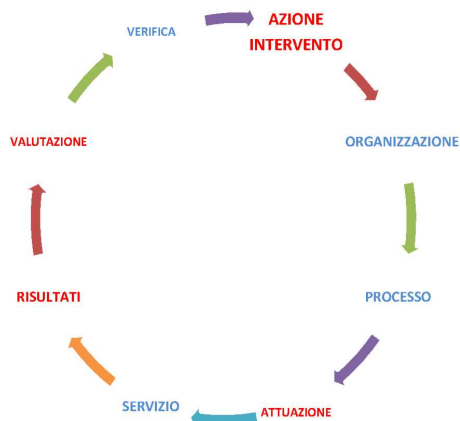 AZIONE
INTERVENTO
ORGANIZZAZIONE
PROCESSO
ATTUAZIONE
SERVIZIO
RISULTATI
VALUTAZIONE
VERIFICA